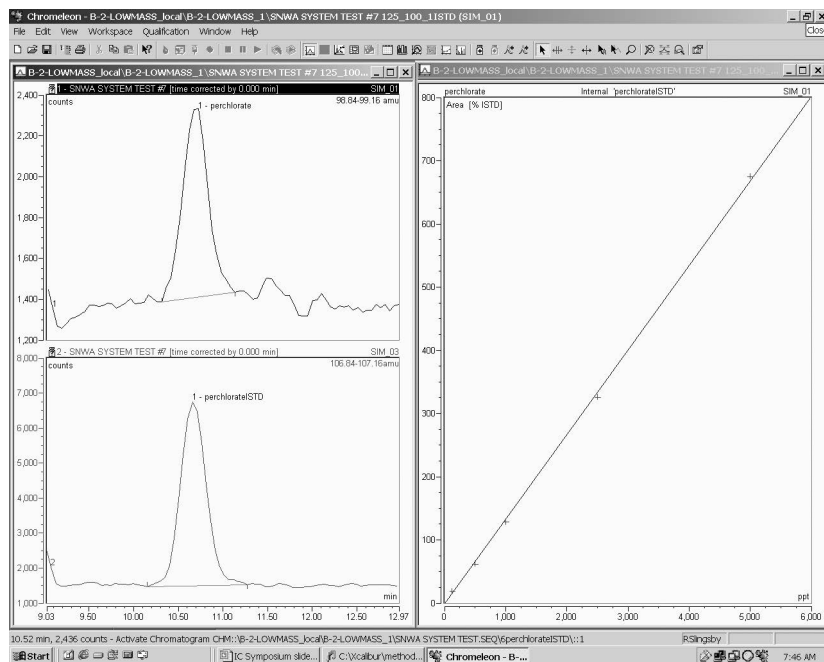 Chromeleon - B-2-LOWMASS_local\B-2-LOWMASS_1\SNWA SYSTEM TEST #7 125_100_1ISTD (SIM_01)
Close
File Edit View Workspace Qualification Window Help
B-2-LOWMASS_local\B-2-LOWMASS_1\SNWA SYSTEM TEST #7 125_100...
1 - SNWA SYSTEM TEST #7 [time corrected by 0.000 min] SIM_01
2,400
counts
98.84-99.16 amu
1 - perchlorate
2,200
2,000
1,800
1,600
1,400
1
1,200
2 - SNWA SYSTEM TEST #7 [time corrected by 0.000 min] SIM_03
8,000
counts
106.84-107.16amu
7,000
1 - perchlorateISTD
6,000
5,000
4,000
3,000
2
2,000
1,000
min
9.03 9.50 10.00 10.50 11.00 11.50 12.00 12.97
B-2-LOWMASS_local\B-2-LOWMASS_1\SNWA SYSTEM TEST #7 125_10...
perchlorate Internal 'perchlorateISTD' SIM_01
800
Area [% ISTD]
700
600
500
400
300
200
100
0
ppt
0 1,000 2,000 3,000 4,000 5,000 6,000
10.52 min, 2,436 counts - Activate Chromatogram CHM::\B-2-LOWMASS_local\B-2-LOWMASS_1\SNWA SYSTEM TEST.SEQ\6perchlorateISTD\::1 RSlingsby
Start IC Symposium slide... C:\Xcalibur\method... Chromeleon - B-... 7:46 AM